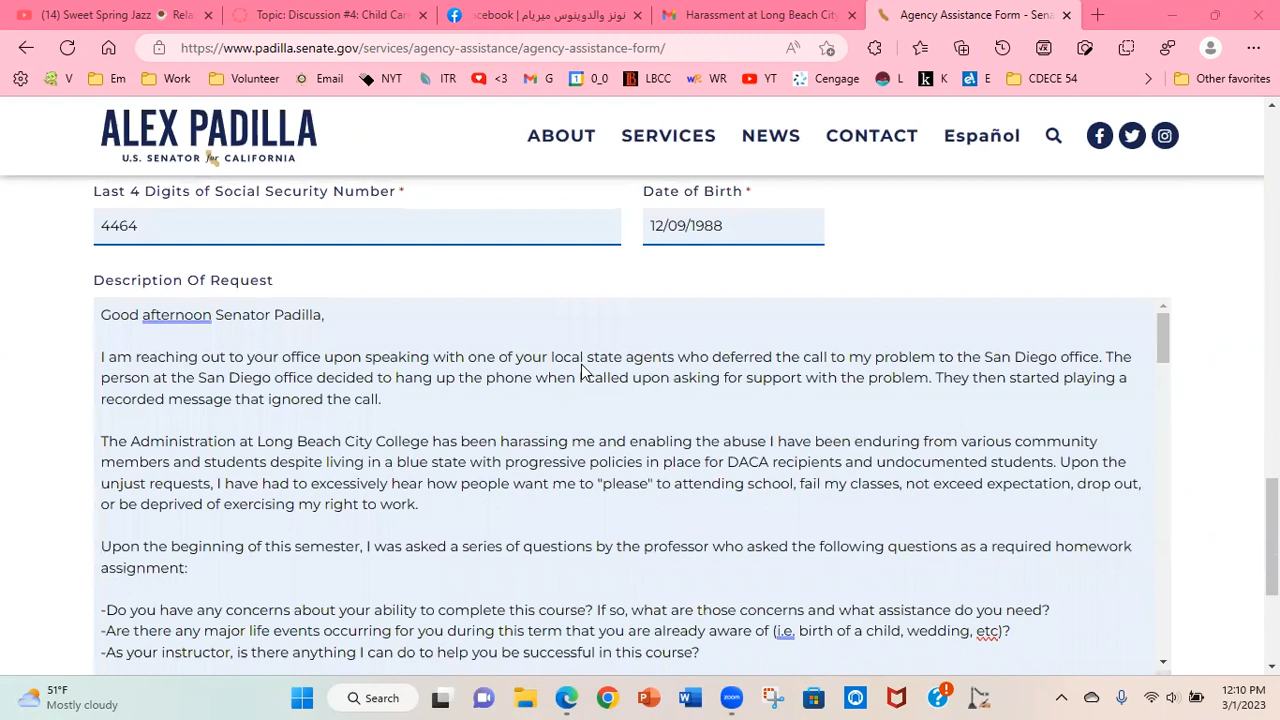 (14) Sweet Spring Jazz
Topic: Discussion #4: Child Car
نونز والدوينوس ميريام | acebook
Harassment at Long Beach City
Agency Assistance Form - Sena
https://www.padilla.senate.gov/services/agency-assistance/agency-assistance-form/
V Em Work Volunteer Email NYT ITR <3 G 0_0 LBCC WR YT Cengage L K E CDECE 54 Other favorites
ALEX PADILLA
U.S. SENATOR for CALIFORNIA
ABOUT SERVICES NEWS CONTACT Español
Last 4 Digits of Social Security Number * Date of Birth *
4464 12/09/1988
Description Of Request
Good afternoon Senator Padilla,
I am reaching out to your office upon speaking with one of your local state agents who deferred the call to my problem to the San Diego office. The
person at the San Diego office decided to hang up the phone when I called upon asking for support with the problem. They then started playing a
recorded message that ignored the call.
The Administration at Long Beach City College has been harassing me and enabling the abuse I have been enduring from various community
members and students despite living in a blue state with progressive policies in place for DACA recipients and undocumented students. Upon the
unjust requests, I have had to excessively hear how people want me to "please" to attending school, fail my classes, not exceed expectation, drop out,
or be deprived of exercising my right to work.
Upon the beginning of this semester, I was asked a series of questions by the professor who asked the following questions as a required homework
assignment:
-Do you have any concerns about your ability to complete this course? If so, what are those concerns and what assistance do you need?
-Are there any major life events occurring for you during this term that you are already aware of (i.e. birth of a child, wedding, etc)?
-As your instructor, is there anything I can do to help you be successful in this course?
51°F
Mostly cloudy
Search
12:10 PM
3/1/2023